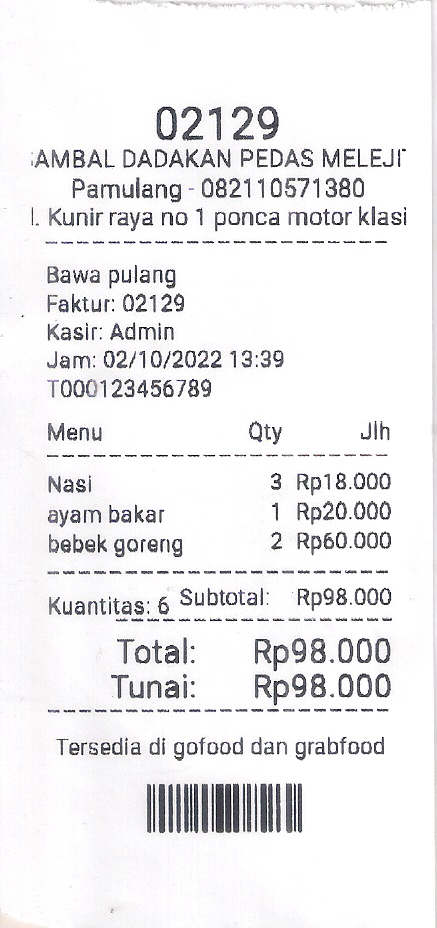 02129
AMBAL DADAKAN PEDAS MELEJI
Pamulang - 082110571380
l. Kunir raya no 1 ponca motor klasi
Bawa pulang
Faktur: 02129
Kasir: Admin
Jam: 02/10/2022 13:39
T000123456789
Menu Qty Jlh
Nasi 3 Rp18.000
ayam bakar 1 Rp20.000
bebek goreng 2 Rp60.000
Kuantitas: 6 Subtotal: Rp98.000
Total: Rp98.000
Tunai: Rp98.000
Tersedia di gofood dan grabfood